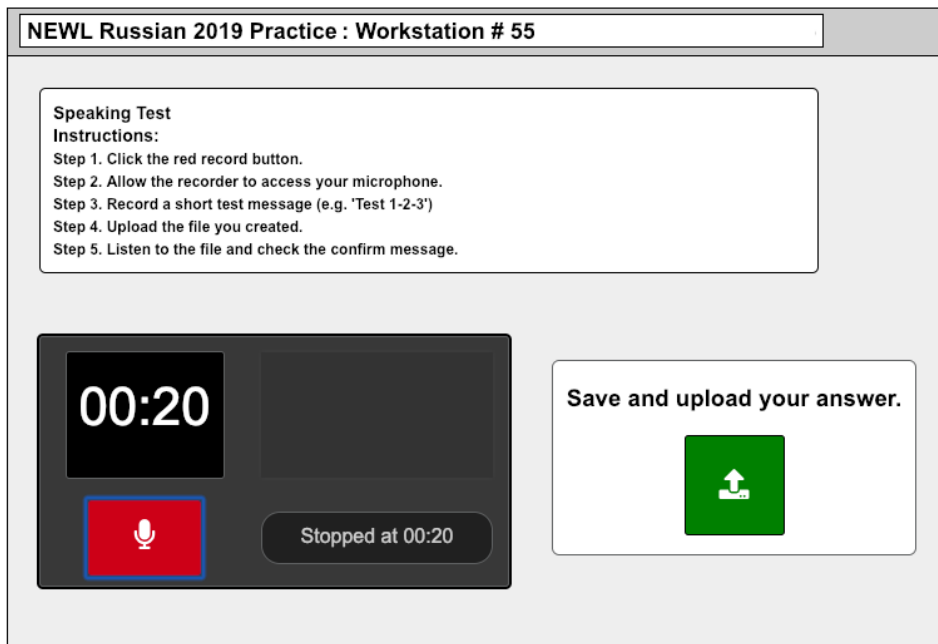 NEWL Russian 2019 Practice : Workstation # 55
Speaking Test
Instructions:
Step 1. Click the red record button.
Step 2. Allow the recorder to access your microphone.
Step 3. Record a short test message (e.g. 'Test 1-2-3')
Step 4. Upload the file you created.
Step 5. Listen to the file and check the confirm message.
00:20
Stopped at 00:20
Save and upload your answer.